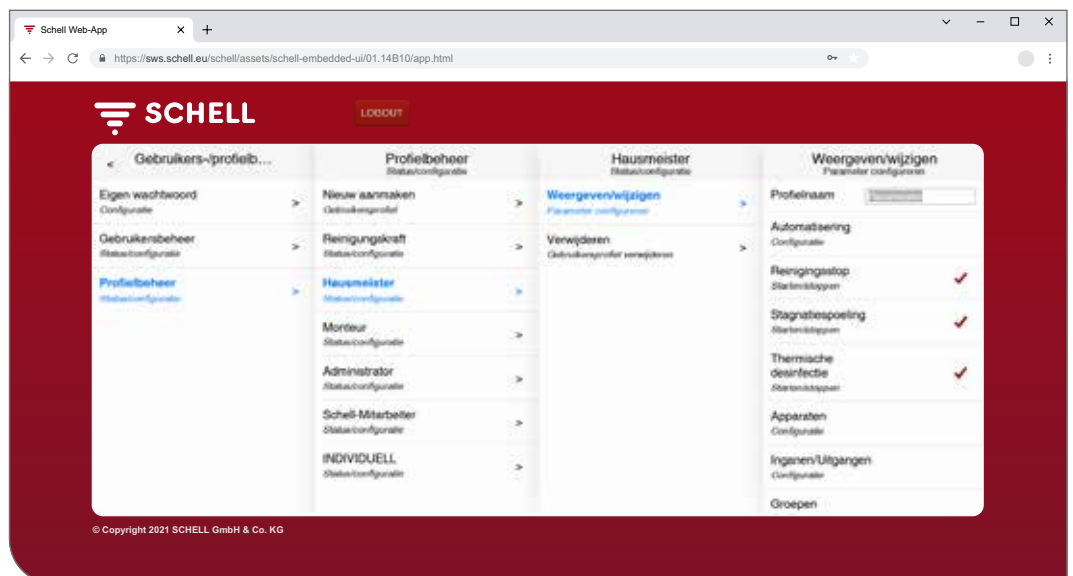 Schell Web-App
https://sws.schell.eu/schell/assets/schell-embedded-ui/01.14B10/app.html
SCHELL
LOGOUT
Gebruikers-/profielb...
Eigen wachtwoord
Configuratie
Gebruikersbeheer
Status/configuratie
Profielbeheer
Status/configuratie
Profielbeheer
Status/configuratie
Nieuw aanmaken
Gebruikersprofiel
Reinigungskraft
Status/configuratie
Hausmeister
Status/configuratie
Monteur
Status/configuratie
Administrator
Status/configuratie
Schell-Mitarbeiter
Status/configuratie
INDIVIDUELL
Status/configuratie
Hausmeister
Status/configuratie
Weergeven/wijzigen
Parameter configureren
Verwijderen
Gebruikersprofiel verwijderen
Weergeven/wijzigen
Parameter configureren
Profielnaam
Automatisering
Configuratie
Reinigingsstop
Starten/stoppen
Stagnatiespoeling
Starten/stoppen
Thermische
desinfectie
Starten/stoppen
Apparaten
Configuratie
Ingangen/Uitgangen
Configuratie
Groepen
© Copyright 2021 SCHELL GmbH & Co. KG